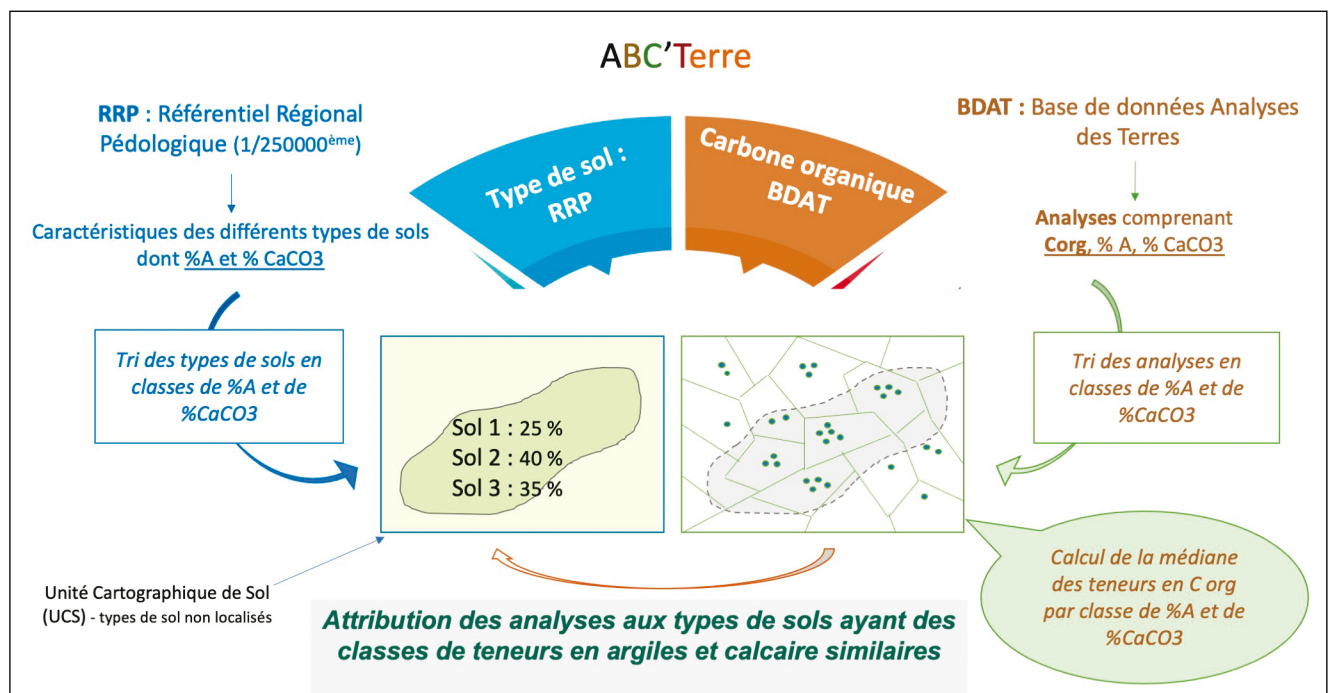 ABC’Terre
RRP : Référentiel Régional
Pédologique (1/250000ème)
Caractéristiques des différents types de sols
dont %A et % CaCO3
Tri des types de sols en
classes de %A et de
%CaCO3
Type de sol :
RRP
Carbone organique
BDAT
BDAT : Base de données Analyses
des Terres
Analyses comprenant
Corg, % A, % CaCO3
Tri des analyses en
classes de %A et de
%CaCO3
Sol 1 : 25 %
Sol 2 : 40 %
Sol 3 : 35 %
Unité Cartographique de Sol
(UCS) - types de sol non localisés
Attribution des analyses aux types de sols ayant des
classes de teneurs en argiles et calcaire similaires
Calcul de la médiane
des teneurs en C org
par classe de %A et de
%CaCO3